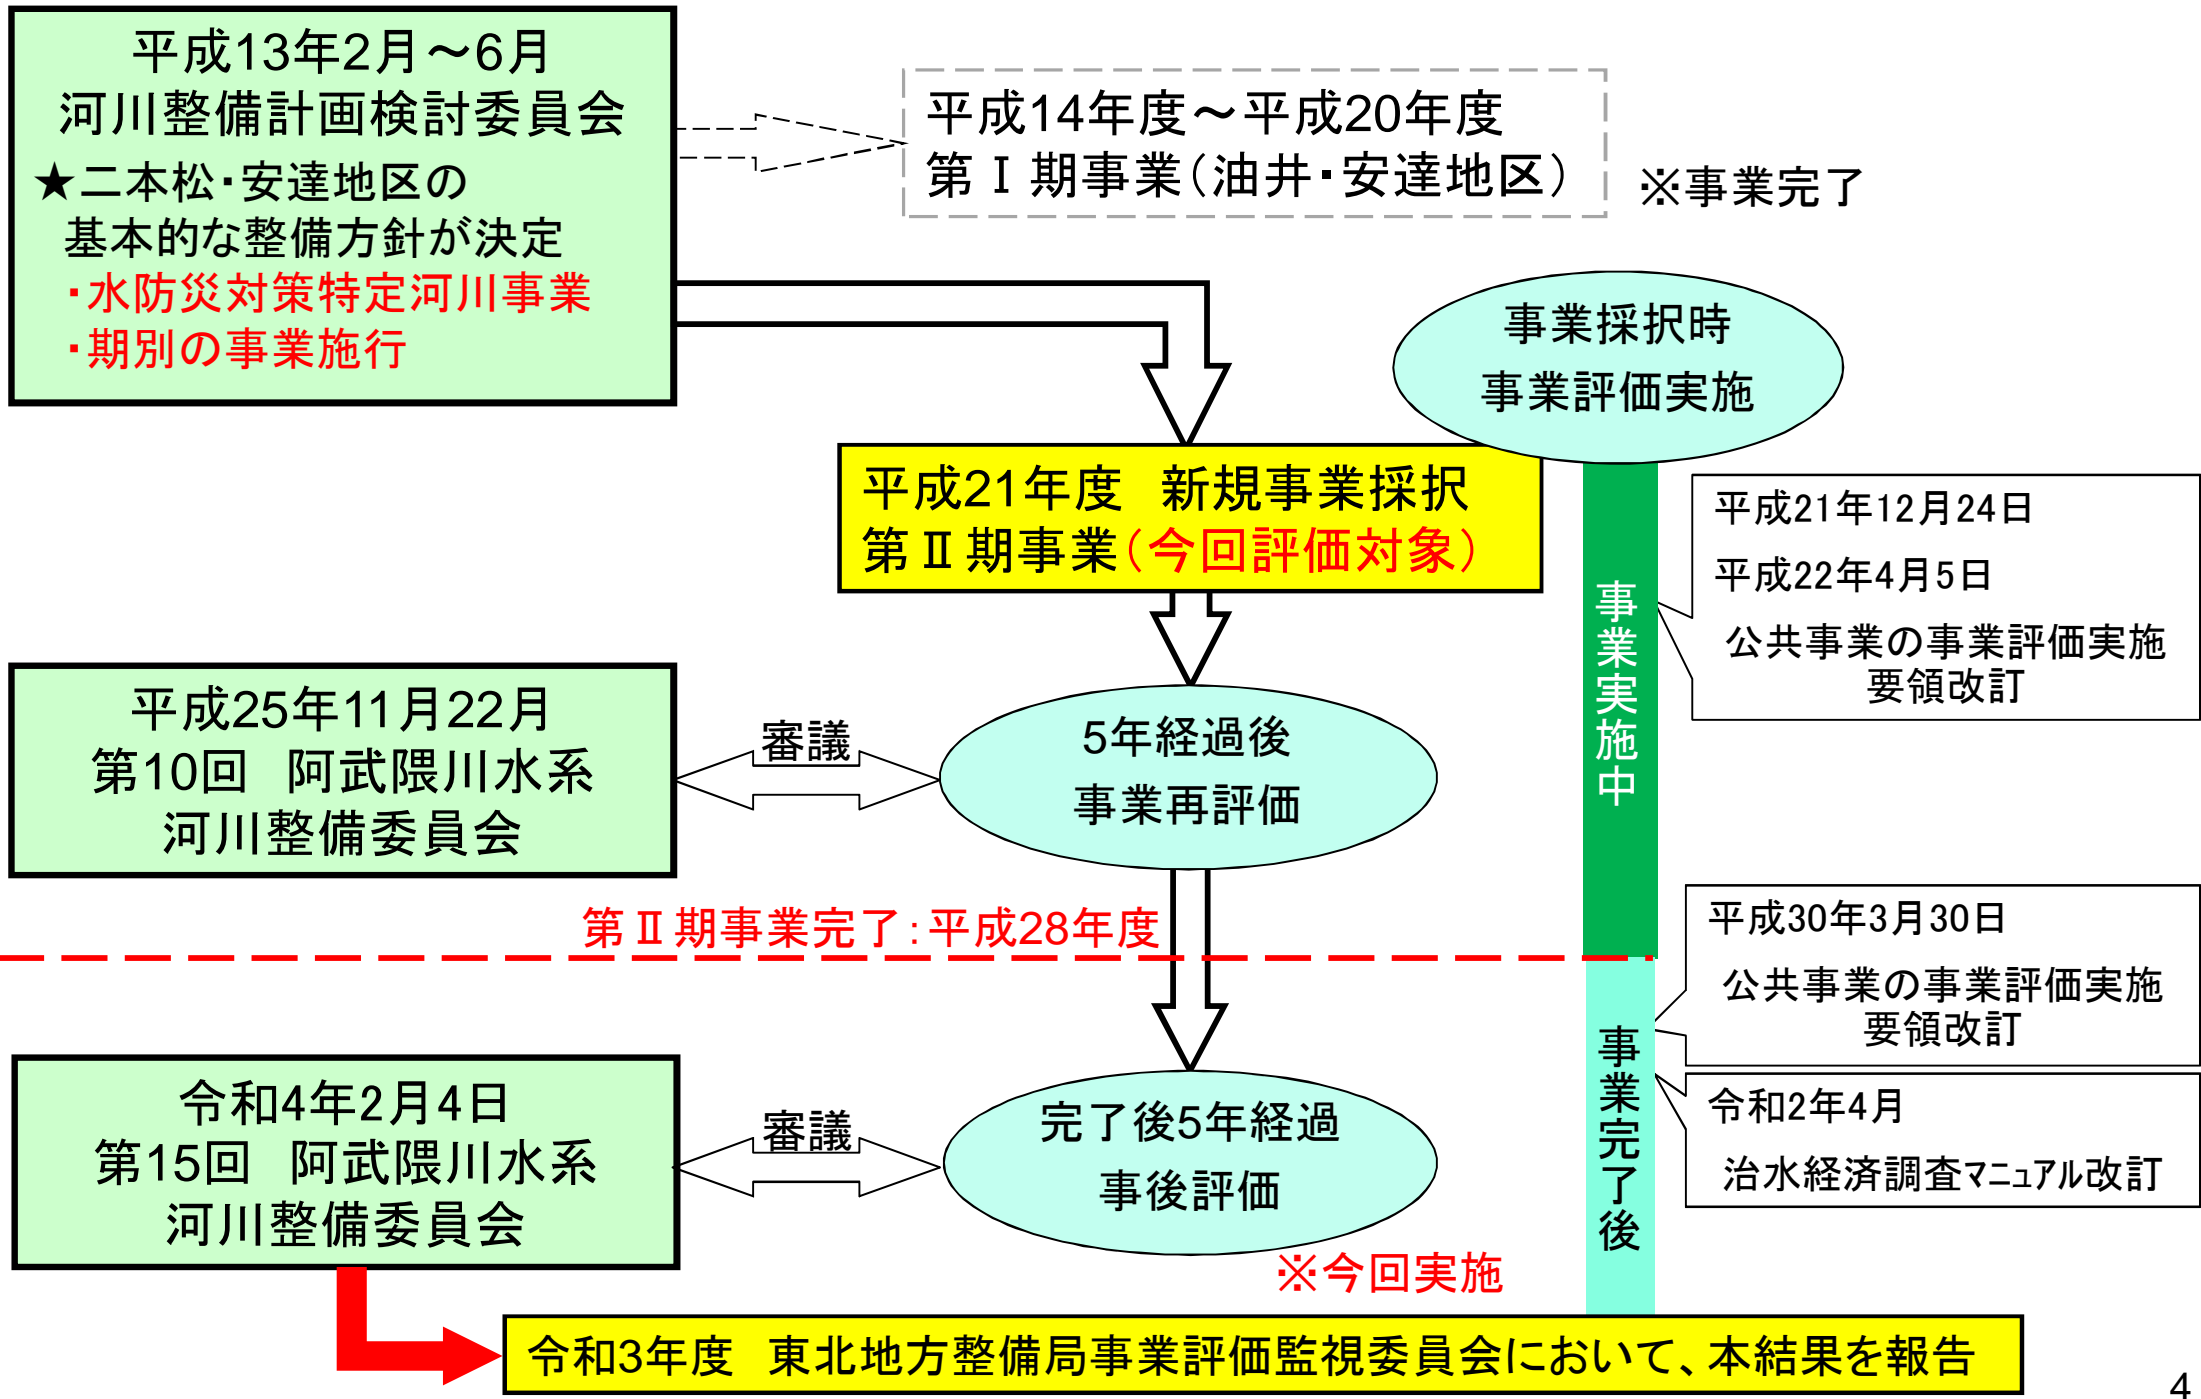 平成13年2月～6月
河川整備計画検討委員会
★二本松・安達地区の
基本的な整備方針が決定
・水防災対策特定河川事業
・期別の事業施行
平成14年度～平成20年度
第Ⅰ期事業（油井・安達地区）
※事業完了
事業採択時
事業評価実施
平成21年度　新規事業採択
第Ⅱ期事業（今回評価対象）
平成21年12月24日
平成22年4月5日
公共事業の事業評価実施
要領改訂
事業実施中
平成25年11月22月
第10回　阿武隈川水系
河川整備委員会
審議
5年経過後
事業再評価
第Ⅱ期事業完了：平成28年度
平成30年3月30日
公共事業の事業評価実施
要領改訂
事業完了後
令和2年4月
治水経済調査マニュアル改訂
令和4年2月4日
第15回　阿武隈川水系
河川整備委員会
審議
完了後5年経過
事後評価
※今回実施
令和3年度　東北地方整備局事業評価監視委員会において、本結果を報告
4